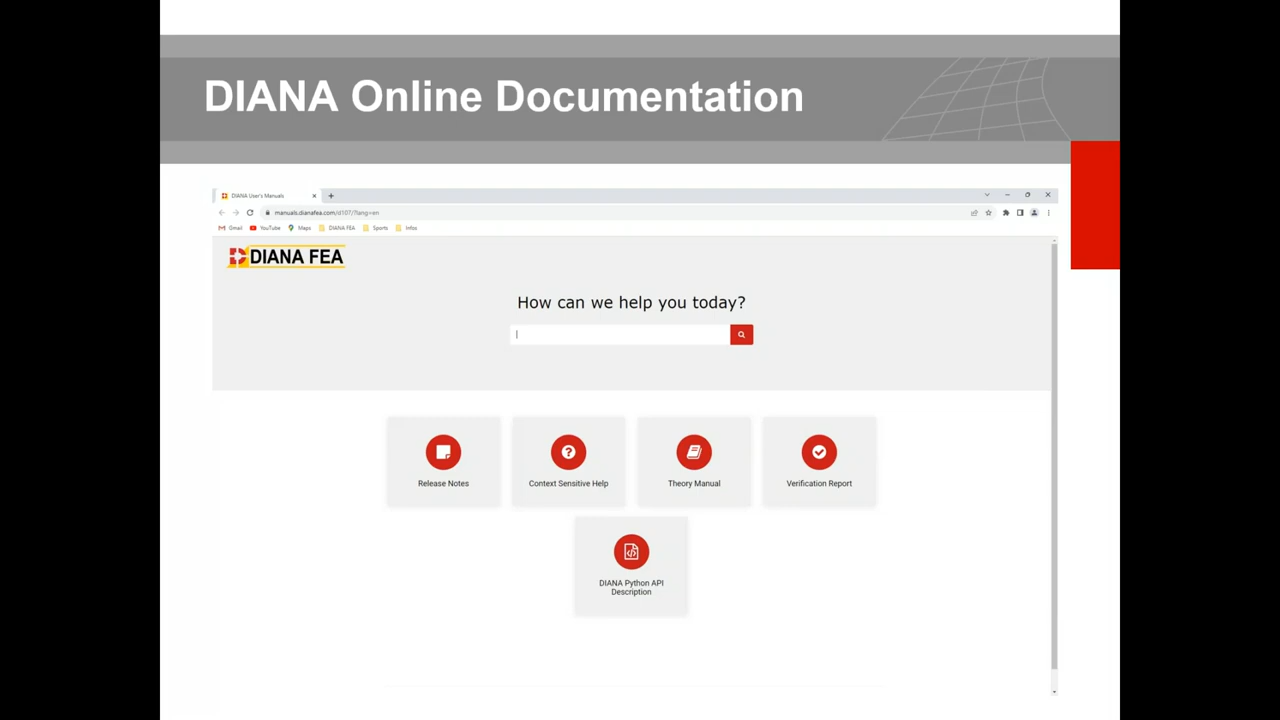 DIANA Online Documentation
DIANA User's Manuals
manuals.dianafea.com/d107/?lang=en
Gmail YouTube Maps DIANA FEA Sports Infos
DIANA FEA
How can we help you today?
Release Notes
Context Sensitive Help
Theory Manual
Verification Report
DIANA Python API
Description